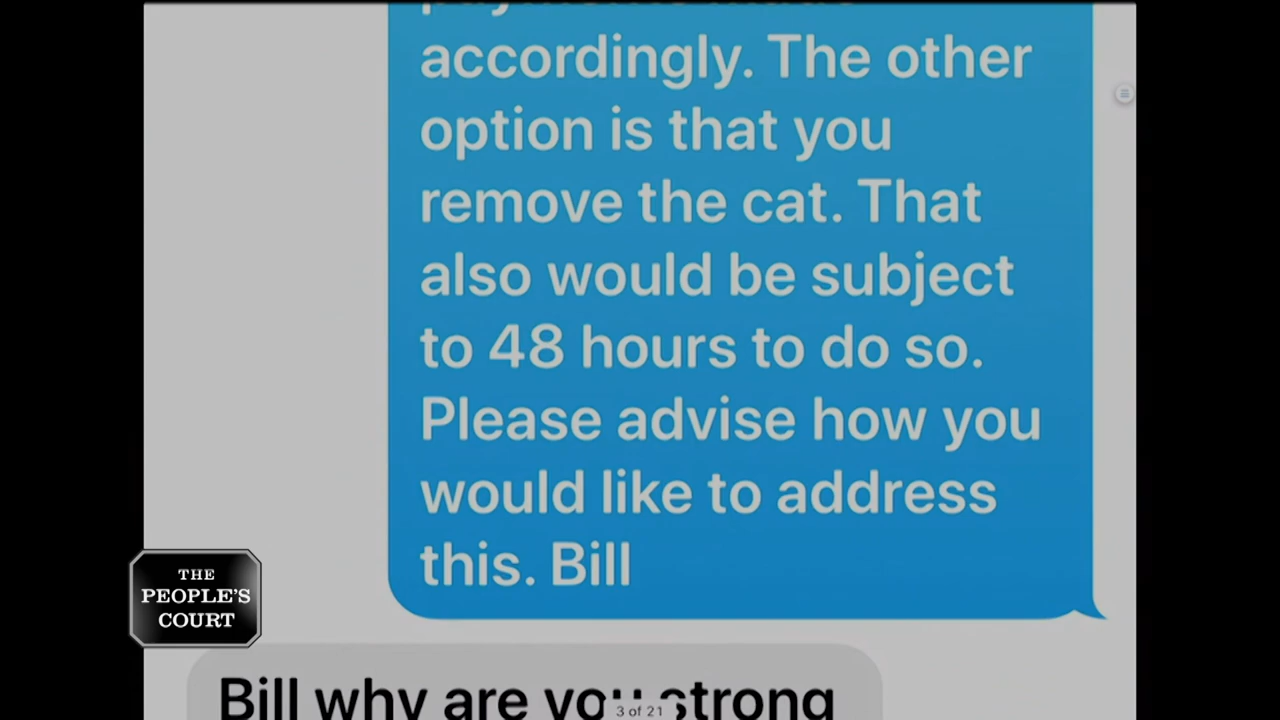 accordingly. The other
option is that you
remove the cat. That
also would be subject
to 48 hours to do so.
Please advise how you
would like to address
this. Bill
THE
PEOPLE'S
COURT
Bill why are you strong
3 of 21